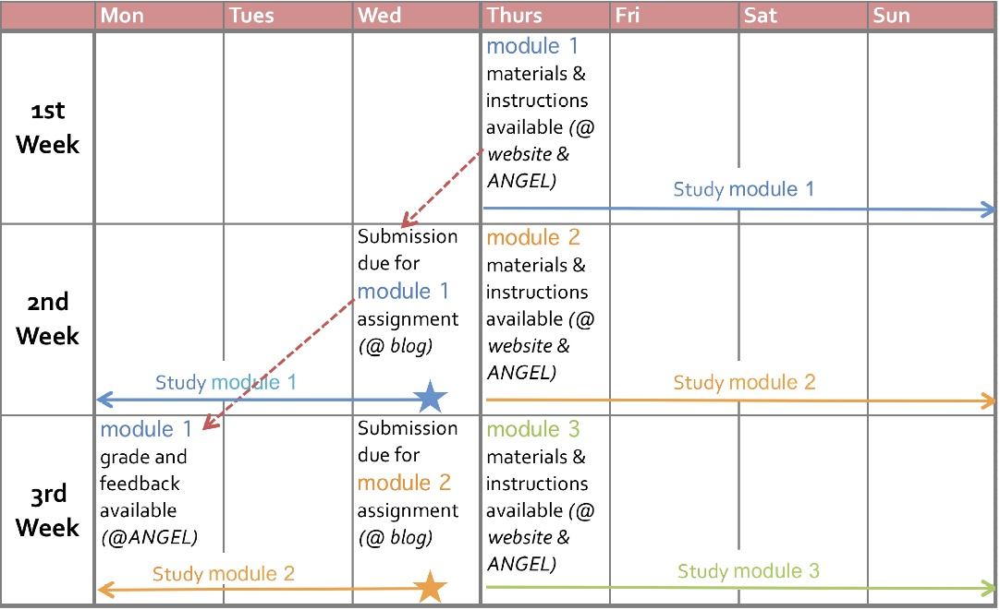 Mon Tues Wed Thurs Fri Sat Sun
1st
Week
module 1
materials &
instructions
available (@
website &
ANGEL)
Study module 1
2nd
Week
Study module 1
Submission
due for
module 1
assignment
(@ blog)
module 2
materials &
instructions
available (@
website &
ANGEL)
Study module 2
3rd
Week
module 1
grade and
feedback
available
(@ANGEL)
Study module 2
Submission
due for
module 2
assignment
(@ blog)
module 3
materials &
instructions
available (@
website &
ANGEL)
Study module 3